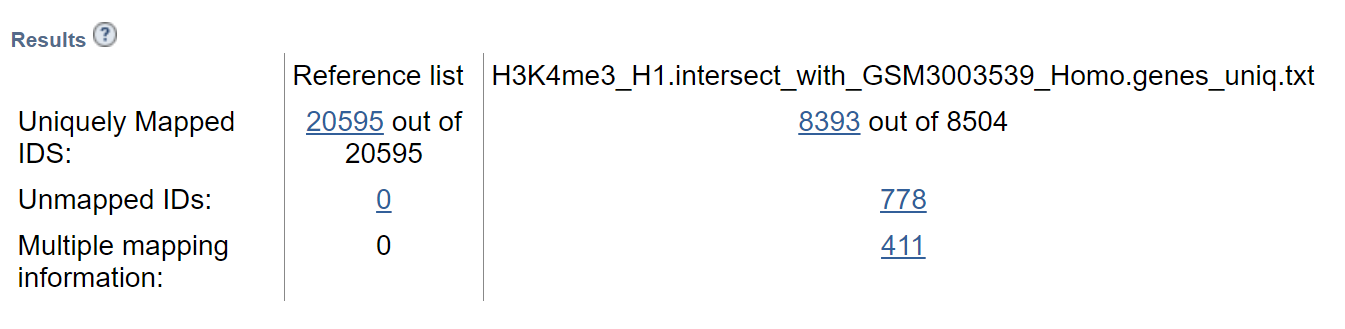 Results ?
Reference list H3K4me3_H1.intersect_with_GSM3003539_Homo.genes_uniq.txt
Uniquely Mapped 20595 out of 8393 out of 8504
IDS: 20595
Unmapped IDs: 0 778
Multiple mapping 0 411
information: